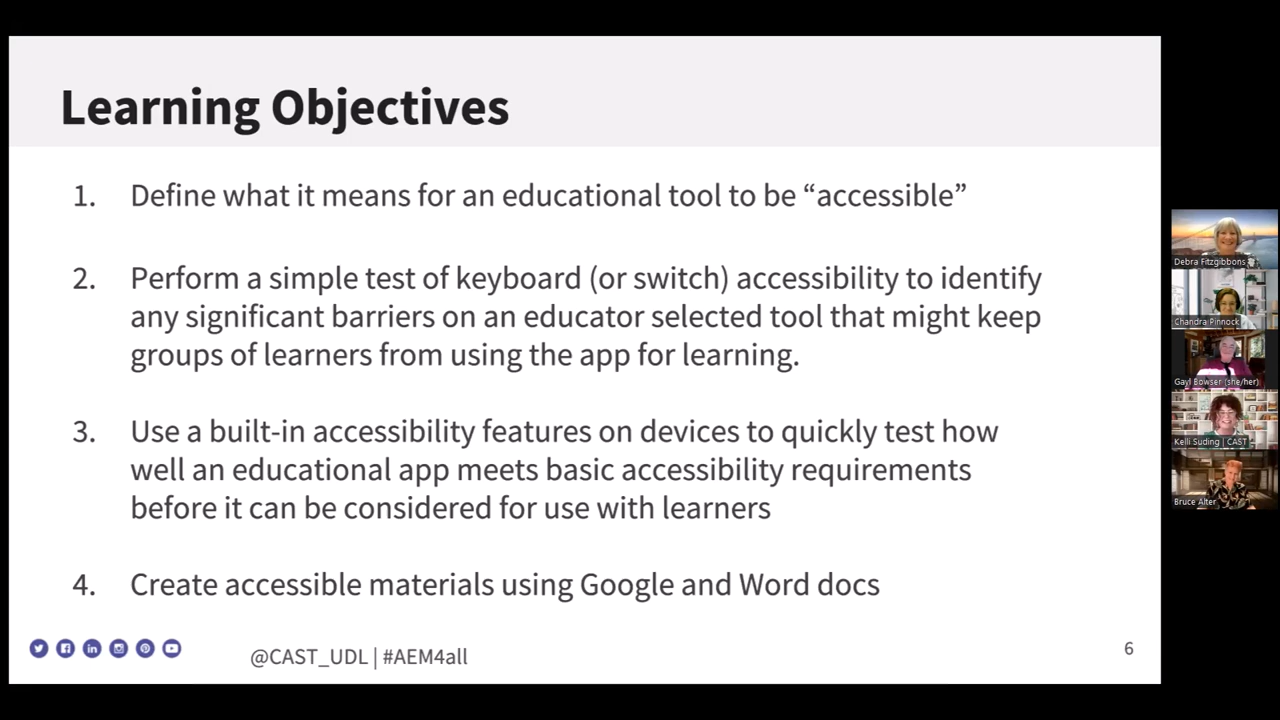 Learning Objectives
1. Define what it means for an educational tool to be “accessible”
2. Perform a simple test of keyboard (or switch) accessibility to identify
any significant barriers on an educator selected tool that might keep
groups of learners from using the app for learning.
3. Use a built-in accessibility features on devices to quickly test how
well an educational app meets basic accessibility requirements
before it can be considered for use with learners
4. Create accessible materials using Google and Word docs
@CAST_UDL | #AEM4all
6
Debra Fitzgibbons
Chandra Pinnock
Gayl Bowser (she/her)
Kelli Suding | CAST
Bruce Alter